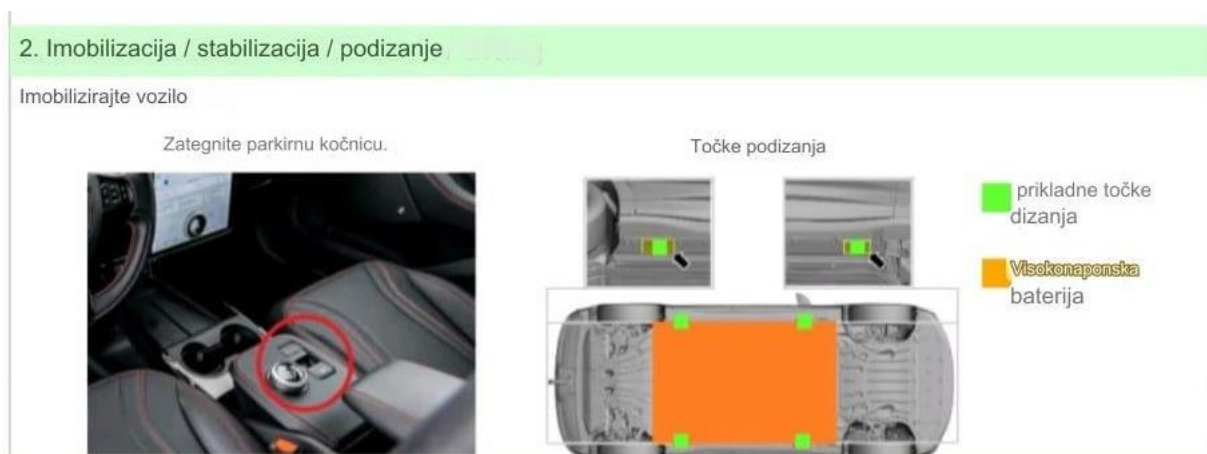 2. Imobilizacija / stabilizacija / podizanje
Imobilizirajte vozilo
Zategnite parkirnu kočnicu.
Točke podizanja
prikladne točke
dizanja
Visokonaponska
baterija